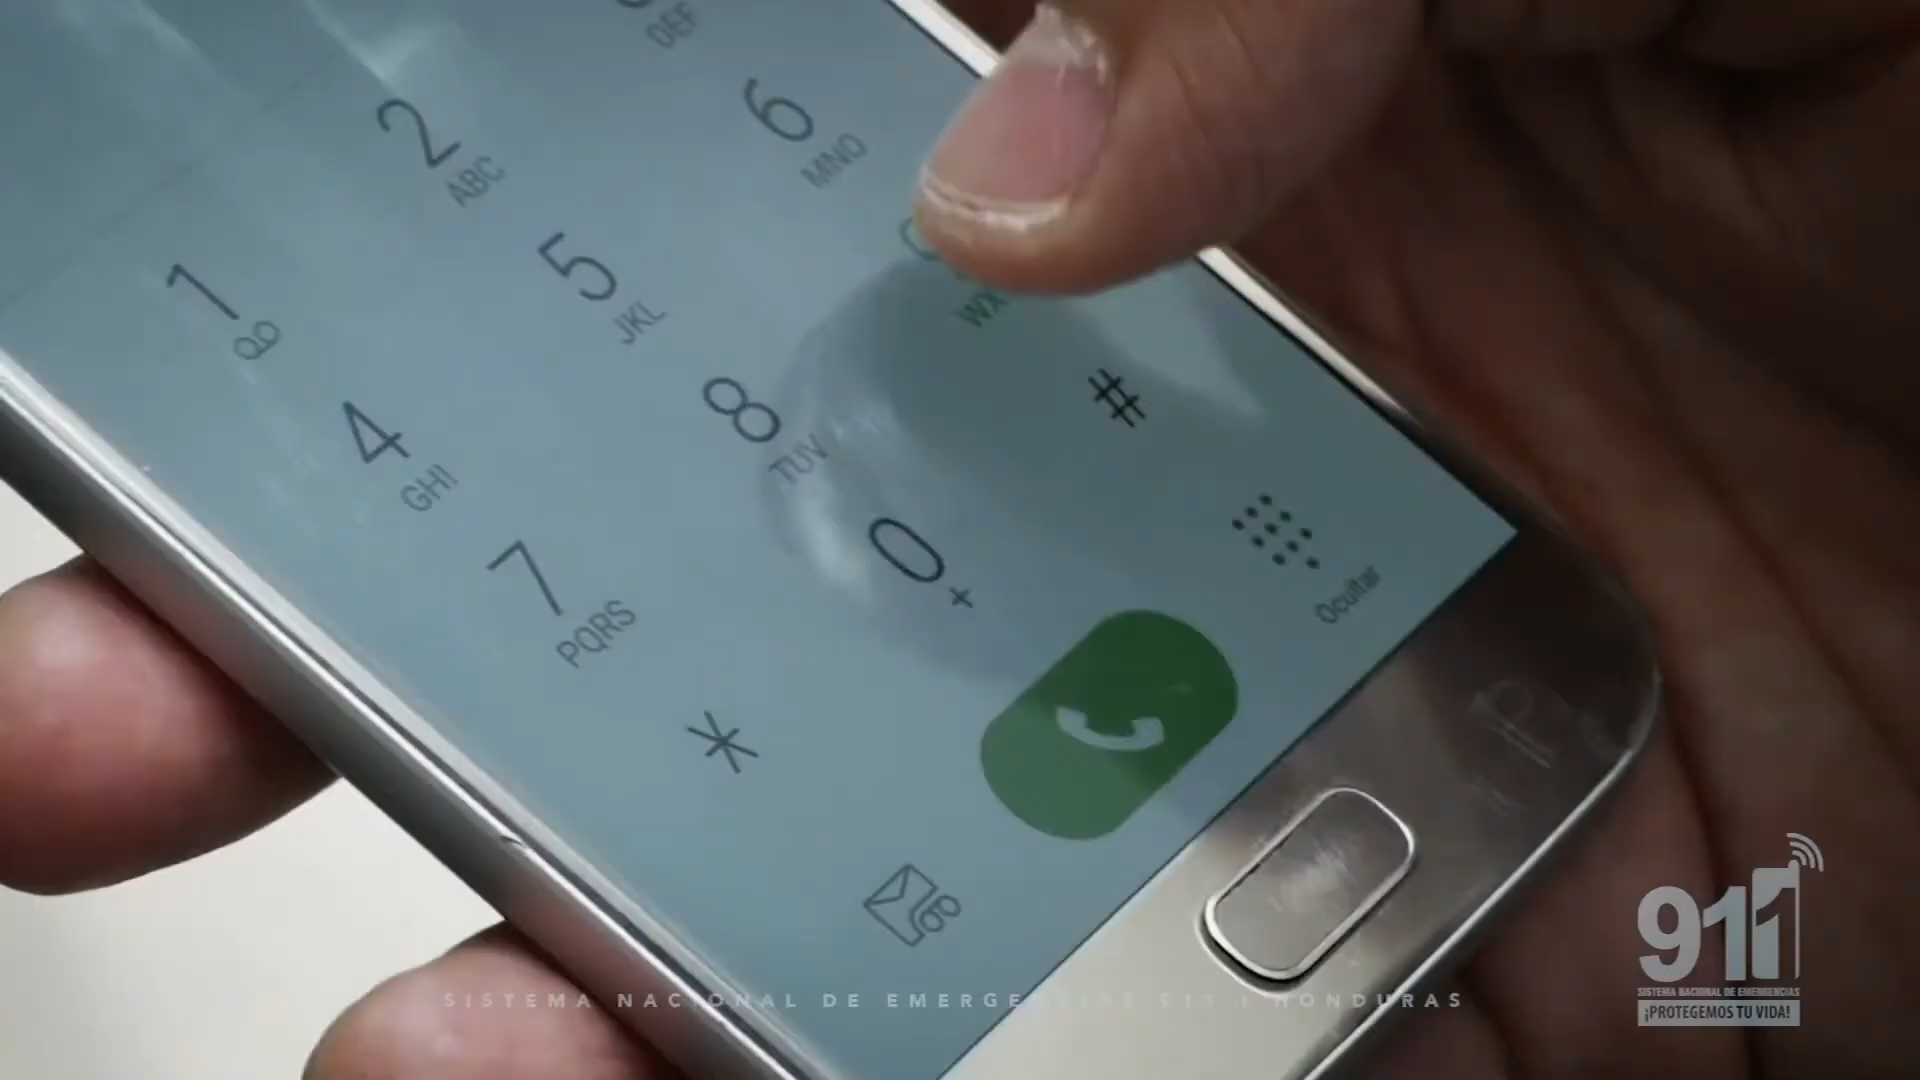 DEF
2
ABC
6
MNO
1
5
JKL
WX
4
GHI
8
TUV
#
7
PQRS
0
+
Ocultar
*
911
SISTEMA NACIONAL DE EMERGENCIAS
¡PROTEGEMOS TU VIDA!
SISTEMA NACIONAL DE 911 | HONDURAS